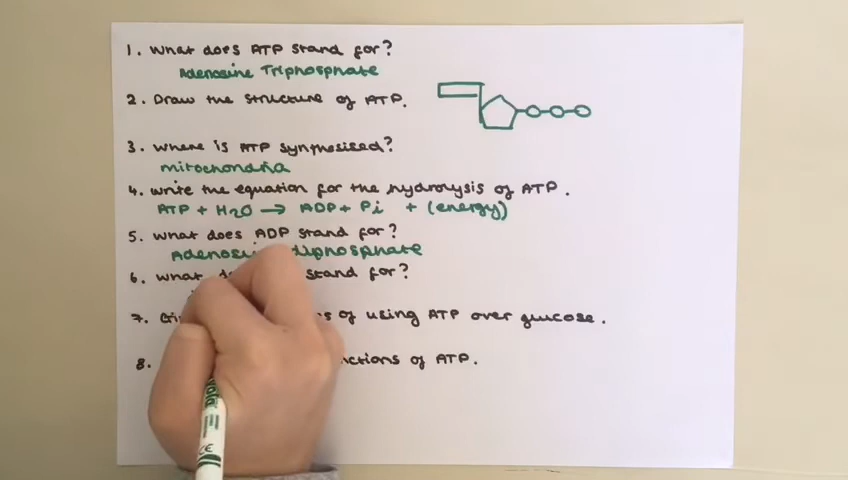 1. What does ATP stand for?
Adenosine Triphosphate
2. Draw the structure of ATP.
3. Where is ATP synthesised?
mitochondria
4. Write the equation for the hydrolysis of ATP.
ATP + H2O → ADP + Pi + (energy)
5. What does ADP stand for?
diphosphate
6. What stand for?
7. of using ATP over glucose.
8. of ATP.